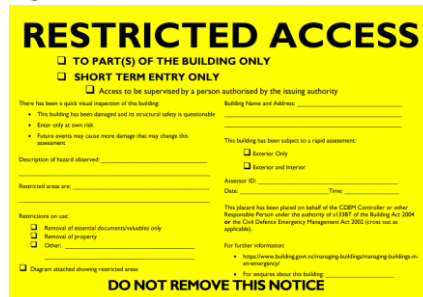 RESTRICTED ACCESS
TO PART(S) OF THE BUILDING ONLY
SHORT TERM ENTRY ONLY
Access to be supervised by a person authorised by the issuing authority
There has been a quick visual inspection of this building:
• This building has been damaged and its structural safety is questionable
• Enter only at own risk
• Future events may cause more damage that may change this
assessment
Description of hazard observed:
Restricted areas are:
Restrictions on use:
Removal of essential documents/valuables only
Removal of property
Other:
Diagram attached showing restricted areas
Building Name and Address:
This building has been subject to a rapid assessment:
Exterior Only
Exterior and Interior
Assessor ID:
Date: Time:
This placard has been placed on behalf of the CDEM Controller or other
Responsible Person under the authority of s133BT of the Building Act 2004
or the Civil Defence Emergency Management Act 2002 (cross out as
applicable).
For further information:
• https://www.building.govt.nz/managing-buildings/managing-buildings-in-
an-emergency/
• For enquires about this building:
DO NOT REMOVE THIS NOTICE